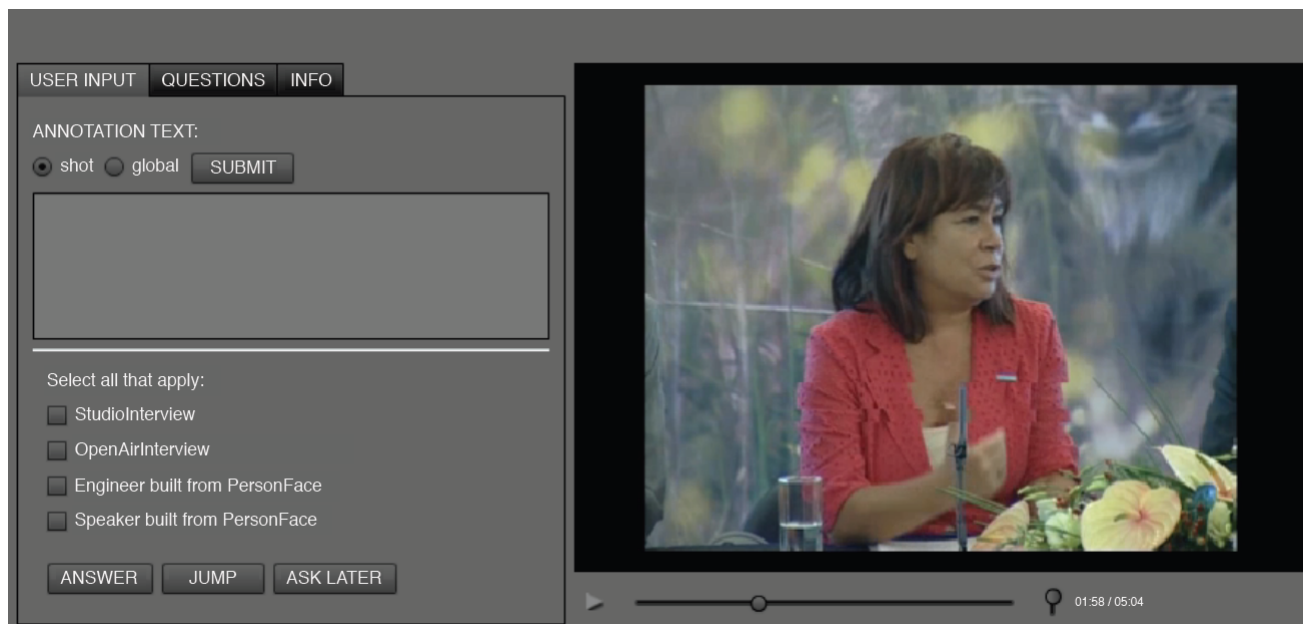 USER INPUT QUESTIONS INFO
ANNOTATION TEXT:
shot global SUBMIT
Select all that apply:
StudioInterview
OpenAirInterview
Engineer built from PersonFace
Speaker built from PersonFace
ANSWER JUMP ASK LATER
01:58 / 05:04